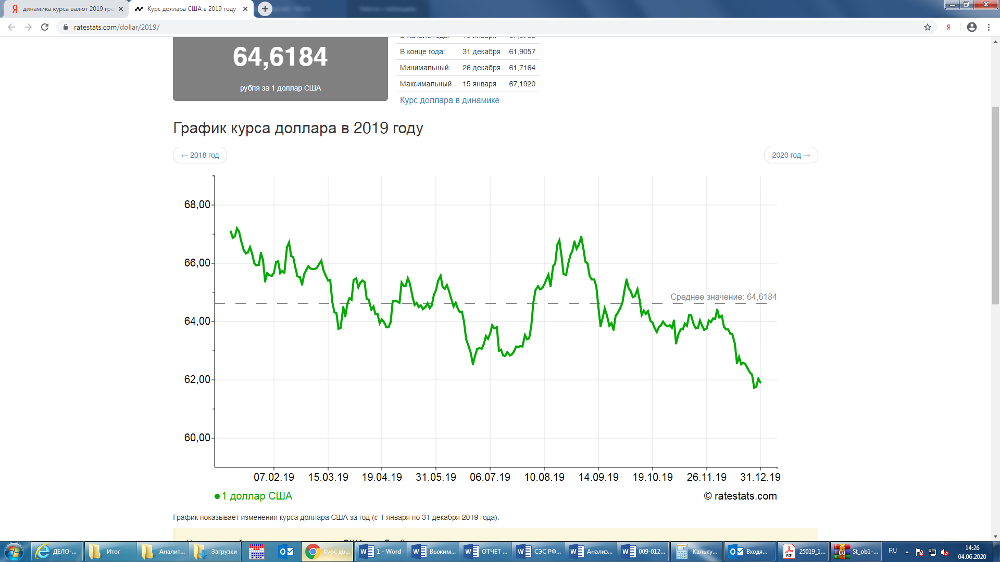 динамика курса валют 2019 гра
Курс доллара США в 2019 году
ratestats.com/dollar/2019/
64,6184
рубля за 1 доллар США
В конце года: 31 декабря 61,9057
Минимальный: 26 декабря 61,7164
Максимальный: 15 января 67,1920
Курс доллара в динамике
График курса доллара в 2019 году
← 2018 год
2020 год →
68,00
66,00
64,00
62,00
60,00
Среднее значение: 64,6184
07.02.19 15.03.19 19.04.19 31.05.19 06.07.19 10.08.19 14.09.19 19.10.19 26.11.19 31.12.19
1 доллар США
© ratestats.com
График показывает изменения курса доллара США за год (с 1 января по 31 декабря 2019 года).
ДЕЛО-... Итог Аналит... Загрузки Курс до... 1 - Word Выжим... ОТЧЕТ ... СЭС РФ... Анализ... 009-012... Кальку... Входя... 25019_1... St_ob1-... RU 14:26
04.06.2020